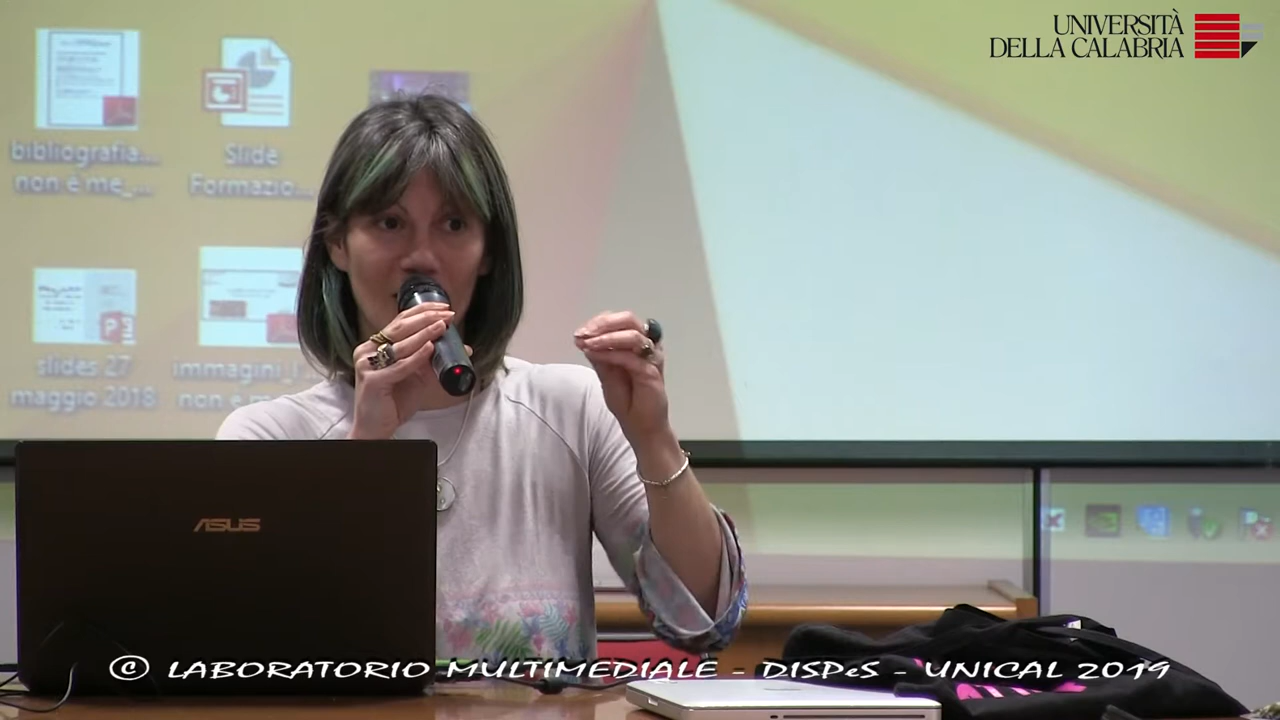 UNIVERSITÀ
DELLA CALABRIA
bibliografia...
non è me_...
Slide
Formazio...
slides 27
maggio 2018
immagini_l...
non è m...
ASUS
© LABORATORIO MULTIMEDIALE - DISPeS - UNICAL 2019